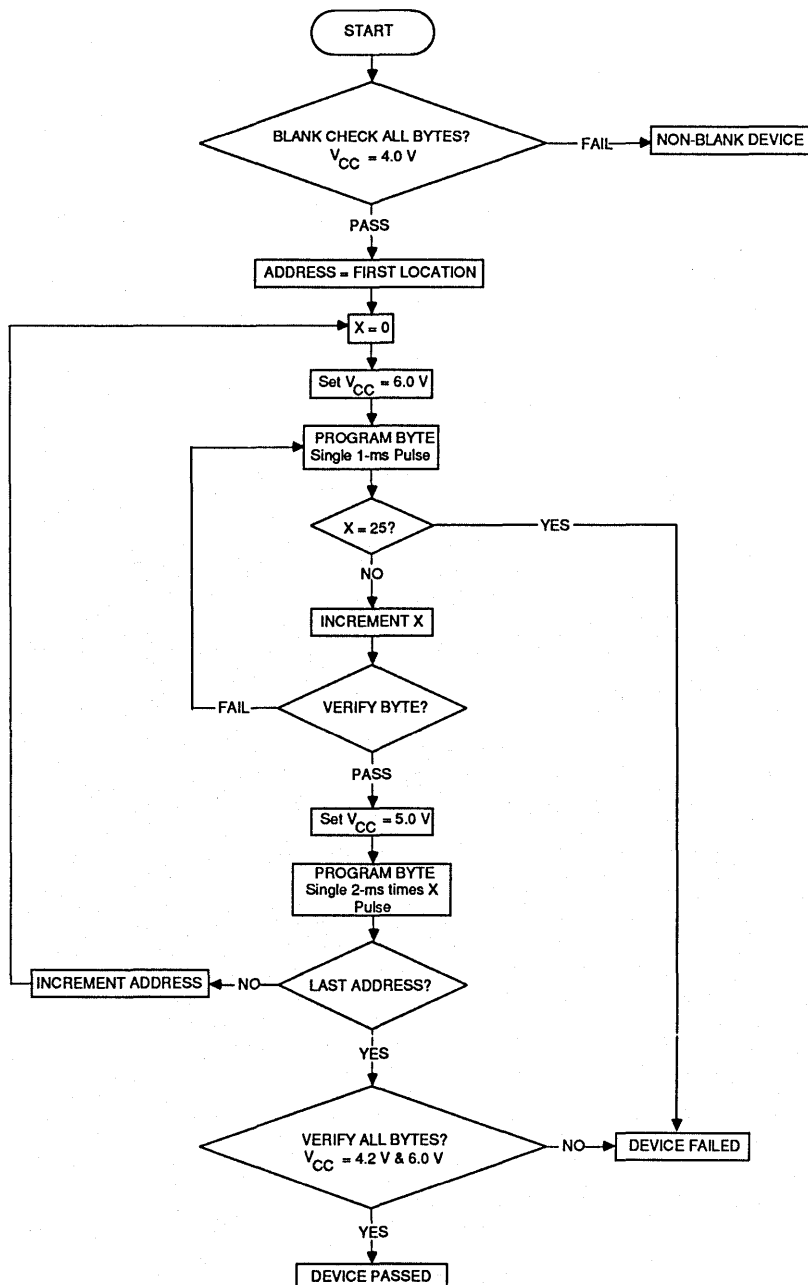 START
BLANK CHECK ALL BYTES?
VCC = 4.0 V
FAIL
NON-BLANK DEVICE
PASS
ADDRESS = FIRST LOCATION
X = 0
Set VCC = 6.0 V
PROGRAM BYTE
Single 1-ms Pulse
X = 25?
YES
NO
INCREMENT X
VERIFY BYTE?
FAIL
PASS
Set VCC = 5.0 V
PROGRAM BYTE
Single 2-ms times X
Pulse
LAST ADDRESS?
NO
INCREMENT ADDRESS
YES
VERIFY ALL BYTES?
VCC = 4.2 V & 6.0 V
NO
DEVICE FAILED
YES
DEVICE PASSED